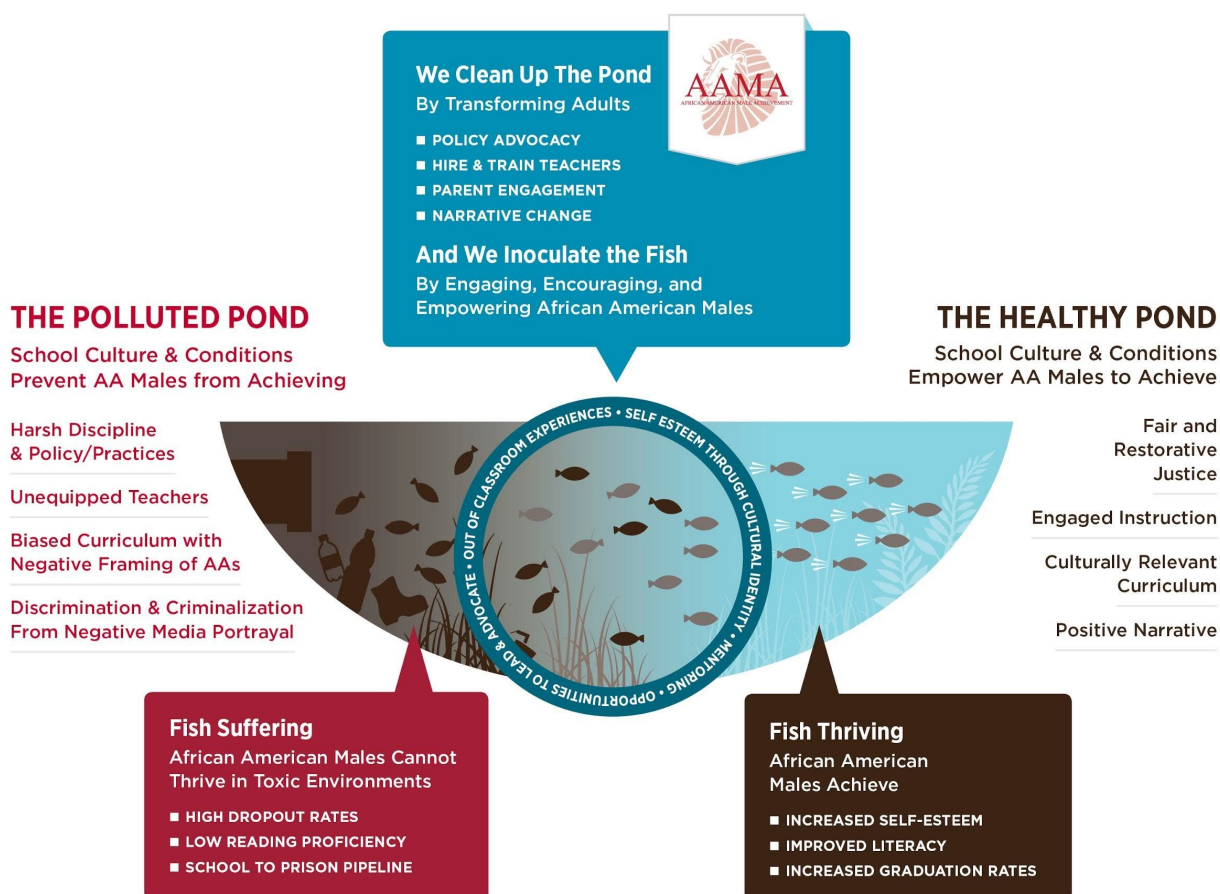 We Clean Up The Pond
By Transforming Adults
■ POLICY ADVOCACY
■ HIRE & TRAIN TEACHERS
■ PARENT ENGAGEMENT
■ NARRATIVE CHANGE
And We Inoculate the Fish
By Engaging, Encouraging, and
Empowering African American Males
AAMA
AFRICAN AMERICAN MALE ACHIEVEMENT
THE POLLUTED POND
School Culture & Conditions
Prevent AA Males from Achieving
Harsh Discipline
& Policy/Practices
Unequipped Teachers
Biased Curriculum with
Negative Framing of AAs
Discrimination & Criminalization
From Negative Media Portrayal
OUT OF CLASSROOM EXPERIENCES • SELF ESTEEM THROUGH CULTURAL IDENTITY • MENTORING • OPPORTUNITIES TO LEAD & ADVOCATE •
THE HEALTHY POND
School Culture & Conditions
Empower AA Males to Achieve
Fair and
Restorative
Justice
Engaged Instruction
Culturally Relevant
Curriculum
Positive Narrative
Fish Suffering
African American Males Cannot
Thrive in Toxic Environments
■ HIGH DROPOUT RATES
■ LOW READING PROFICIENCY
■ SCHOOL TO PRISON PIPELINE
Fish Thriving
African American
Males Achieve
■ INCREASED SELF-ESTEEM
■ IMPROVED LITERACY
■ INCREASED GRADUATION RATES